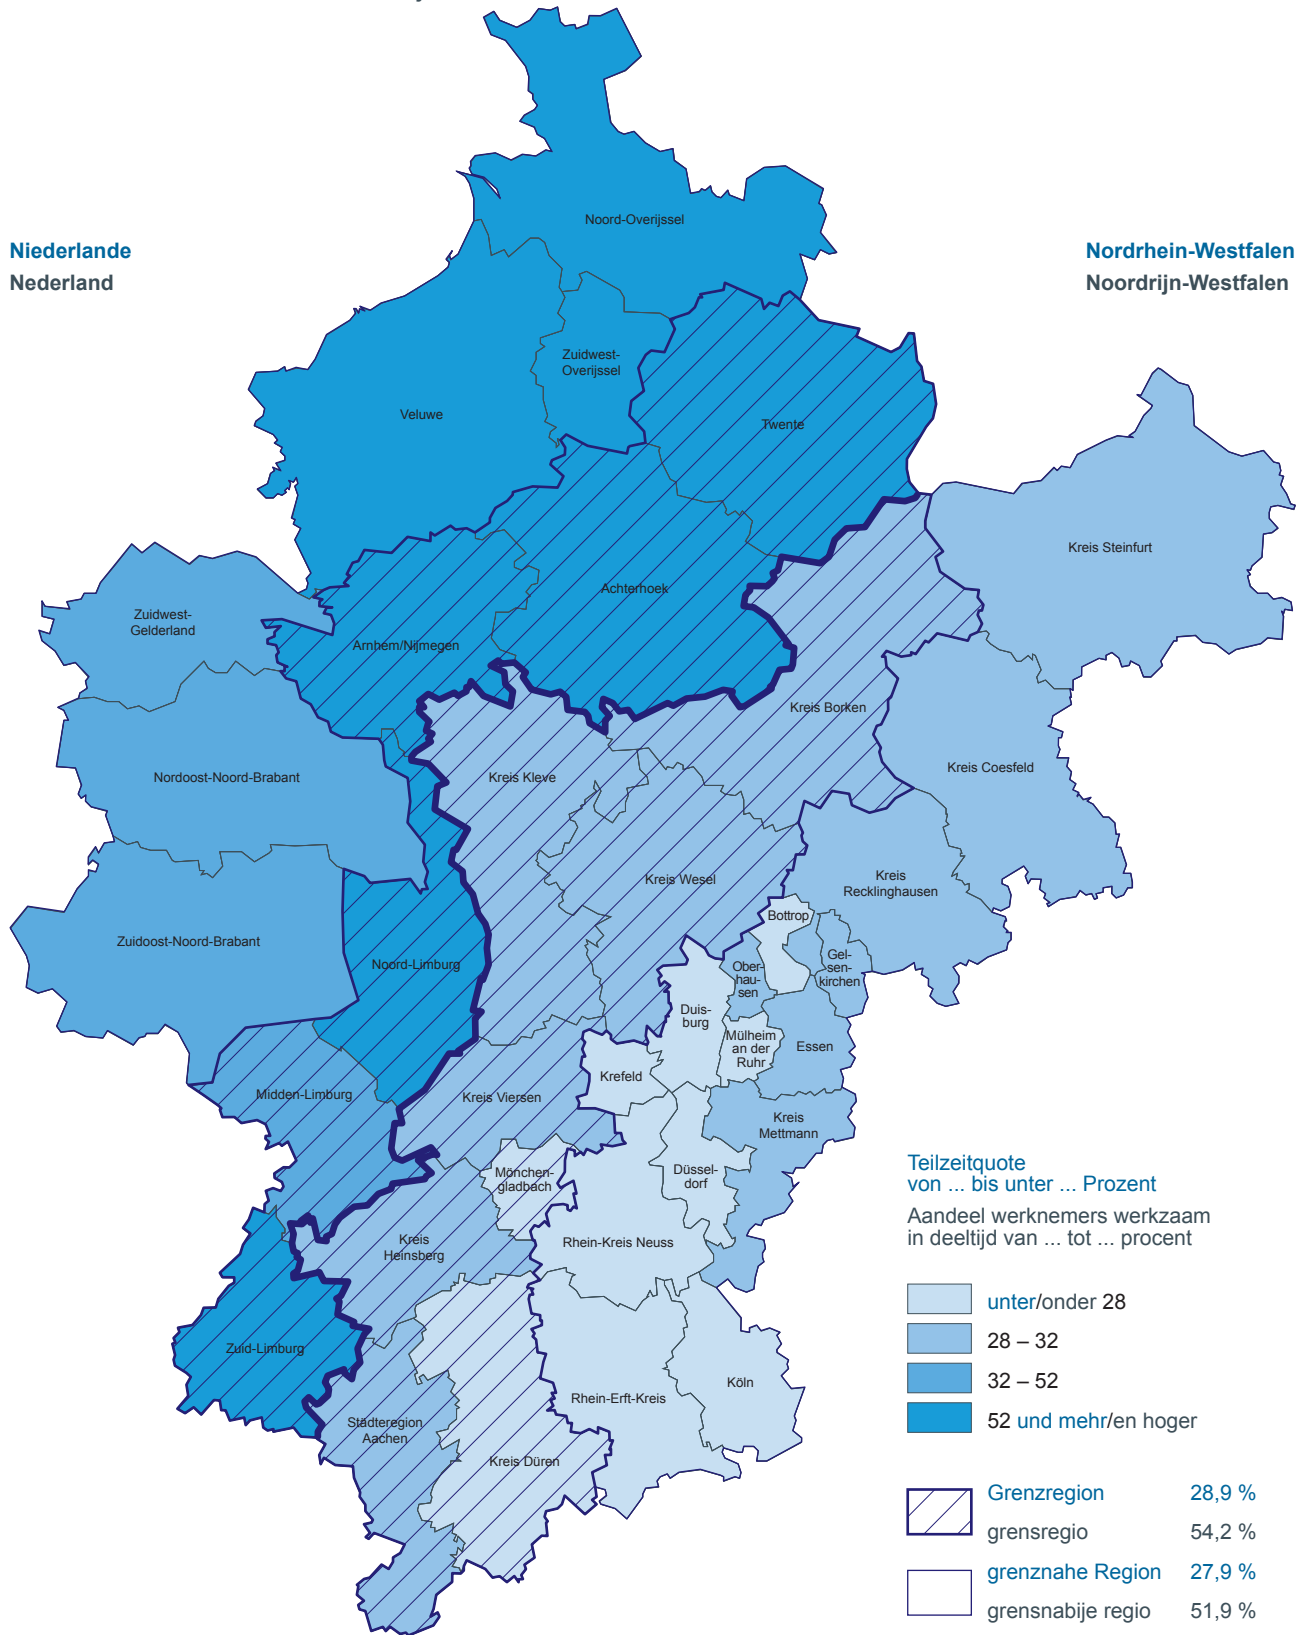 Noord-Overijssel
Niederlande
Nederland
Nordrhein-Westfalen
Noordrijn-Westfalen
Zuidwest-
Overijssel
Veluwe
Twente
Kreis Steinfurt
Achterhoek
Zuidwest-
Gelderland
Arnhem/Nijmegen
Kreis Borken
Nordoost-Noord-Brabant
Kreis Kleve
Kreis Coesfeld
Kreis Wesel
Kreis
Recklinghausen
Bottrop
Zuidoost-Noord-Brabant
Noord-Limburg
Ober-
hau-
sen
Gel-
sen-
kirchen
Duis-
burg
Mülheim
an der
Ruhr
Essen
Krefeld
Midden-Limburg
Kreis Viersen
Kreis
Mettmann
Mönchen-
gladbach
Düssel-
dorf
Kreis
Heinsberg
Rhein-Kreis Neuss
Zuid-Limburg
Köln
Rhein-Erft-Kreis
Städteregion
Aachen
Kreis Düren
Teilzeitquote
von ... bis unter ... Prozent
Aandeel werknemers werkzaam
in deeltijd van ... tot ... procent
unter/onder 28
28 – 32
32 – 52
52 und mehr/en hoger
Grenzregion 28,9 %
grensregio 54,2 %
grenznahe Region 27,9 %
grensnabije regio 51,9 %